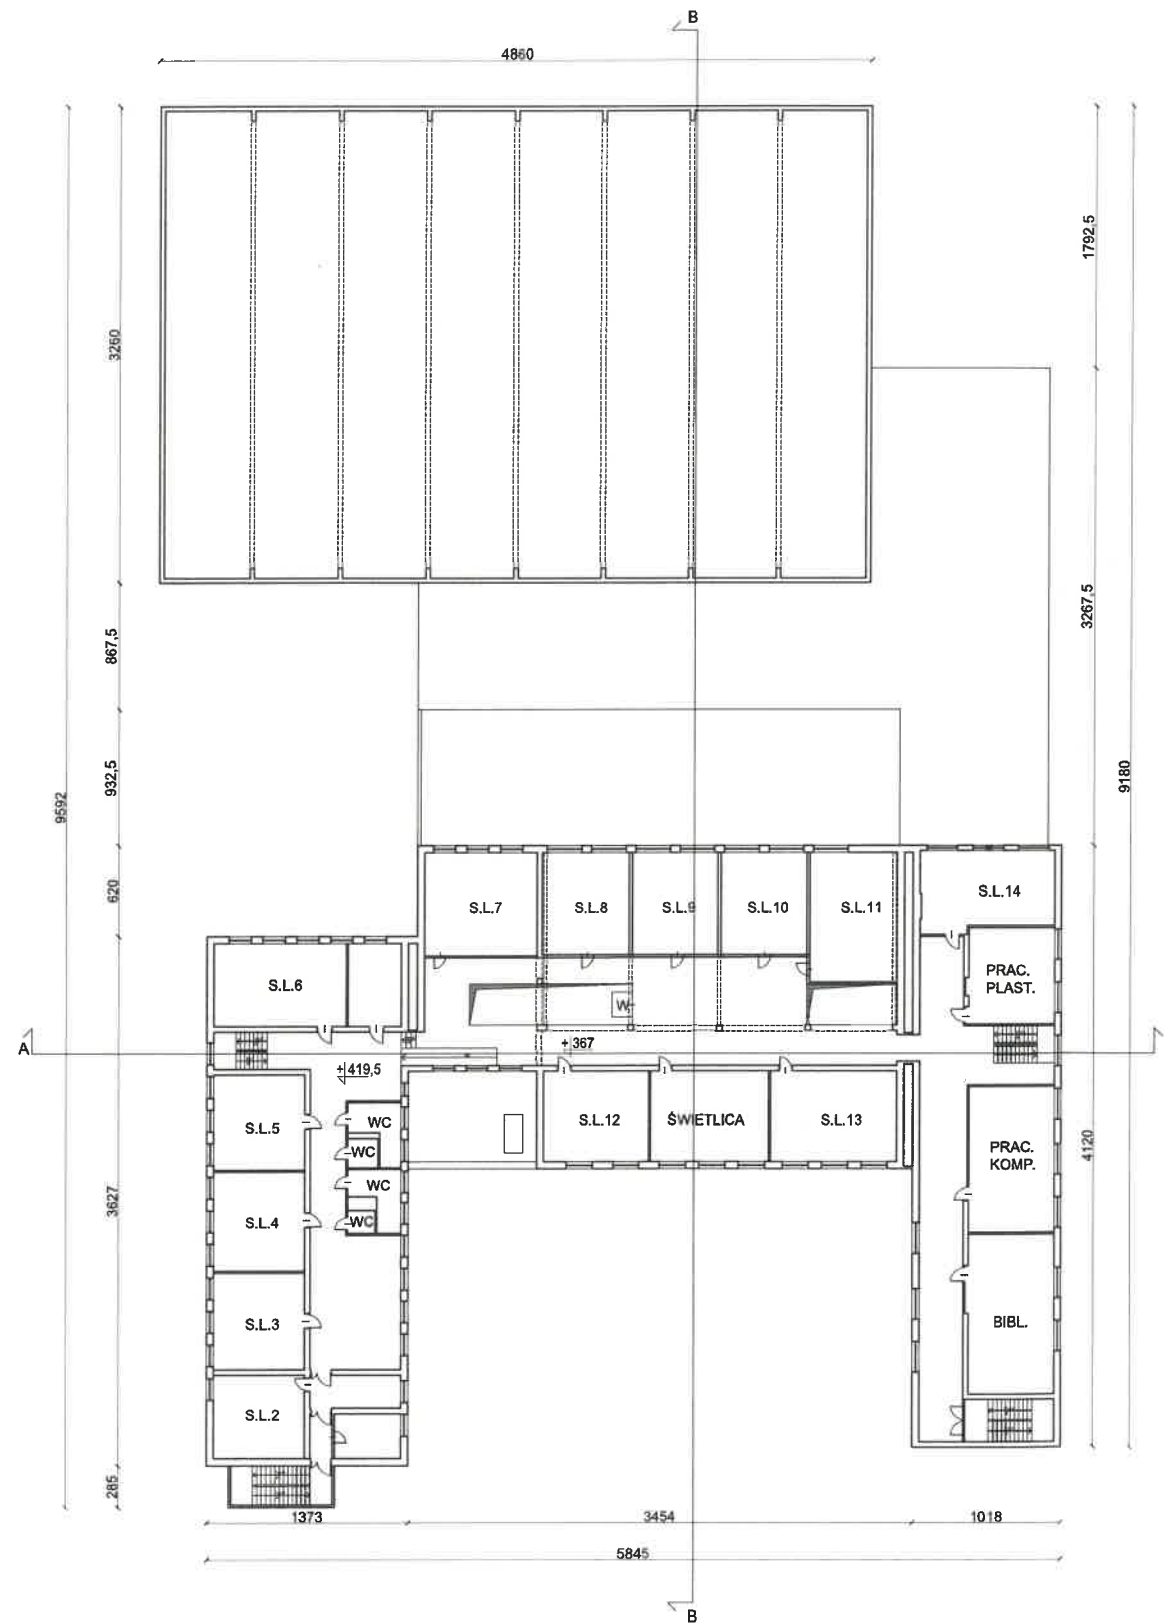 B
4860
1792,5
3260
3267,5
867,5
932,5
9592
9180
620
S.L.7
S.L.8
S.L.9
S.L.10
S.L.11
S.L.14
S.L.6
PRAC.
PLAST.
W
A
+367
+419,5
S.L.5
WC
WC
WC
WC
S.L.12
ŚWIETLICA
S.L.13
PRAC.
KOMP.
4120
3627
S.L.4
S.L.3
BIBL.
S.L.2
285
1373
3454
1018
5845
B